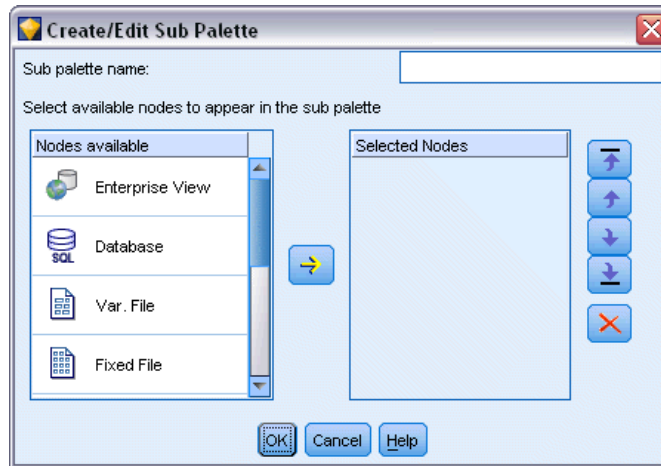 Create/Edit Sub Palette
Sub palette name:
Select available nodes to appear in the sub palette
Nodes available
Selected Nodes
Enterprise View
SQL
Database
Var. File
Fixed File
OK
Cancel
Help